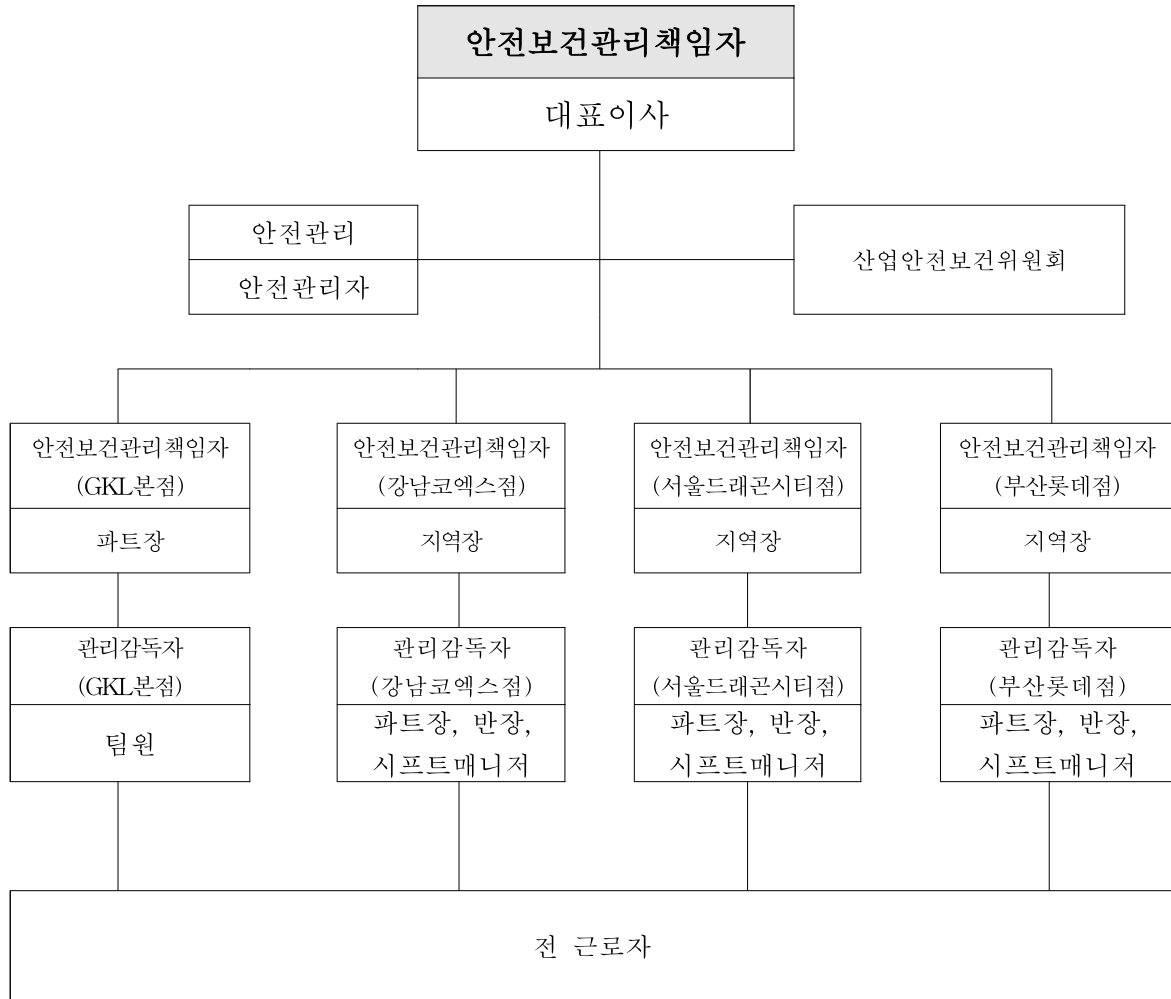 안전보건관리책임자
대표이사
안전관리
안전관리자
산업안전보건위원회
안전보건관리책임자
(GKL본점)
파트장
안전보건관리책임자
(강남코엑스점)
지역장
안전보건관리책임자
(서울드래곤시티점)
지역장
안전보건관리책임자
(부산롯데점)
지역장
관리감독자
(GKL본점)
팀원
관리감독자
(강남코엑스점)
파트장, 반장,
시프트매니저
관리감독자
(서울드래곤시티점)
파트장, 반장,
시프트매니저
관리감독자
(부산롯데점)
파트장, 반장,
시프트매니저
전 근로자